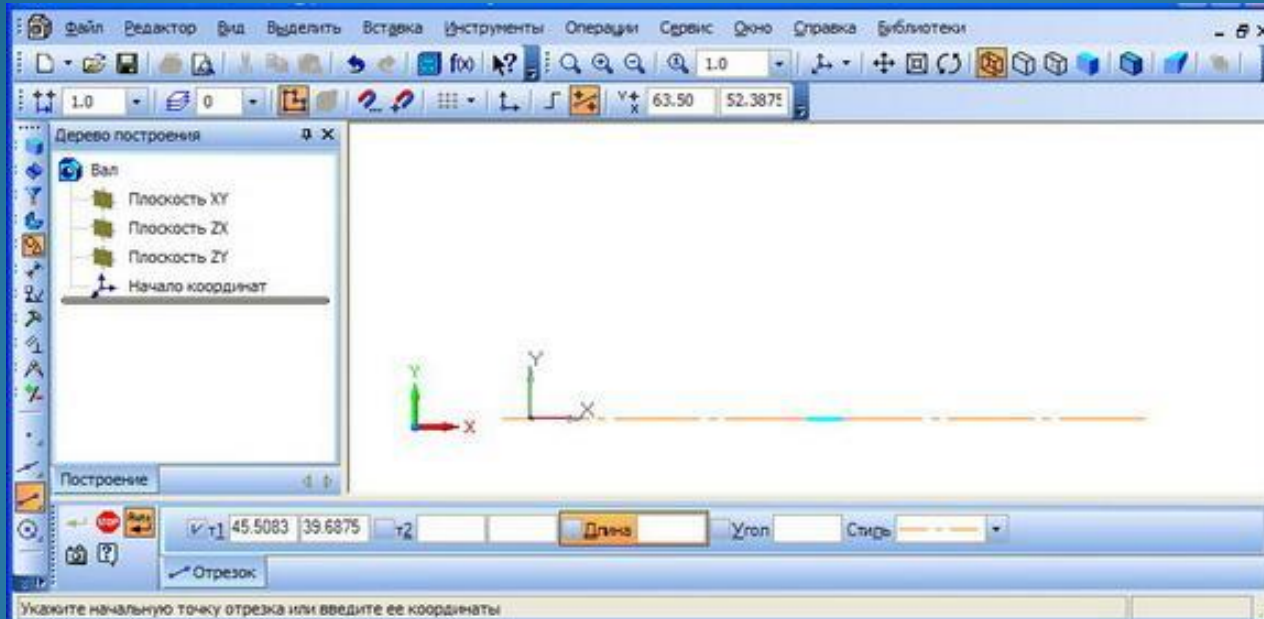 Файл Редактор Вид Выделить Вставка Инструменты Операции Сервис Окно Справка Библиотеки
f(x) 1.0
1.0 0 63.50 52.3875
Дерево построения
Вал
Плоскость XY
Плоскость ZX
Плоскость ZY
Начало координат
Y Y
X X
Построение
STOP Auto т1 45.5083 39.6875 т2 Длина Угол Стиль
Отрезок
Укажите начальную точку отрезка или введите ее координаты